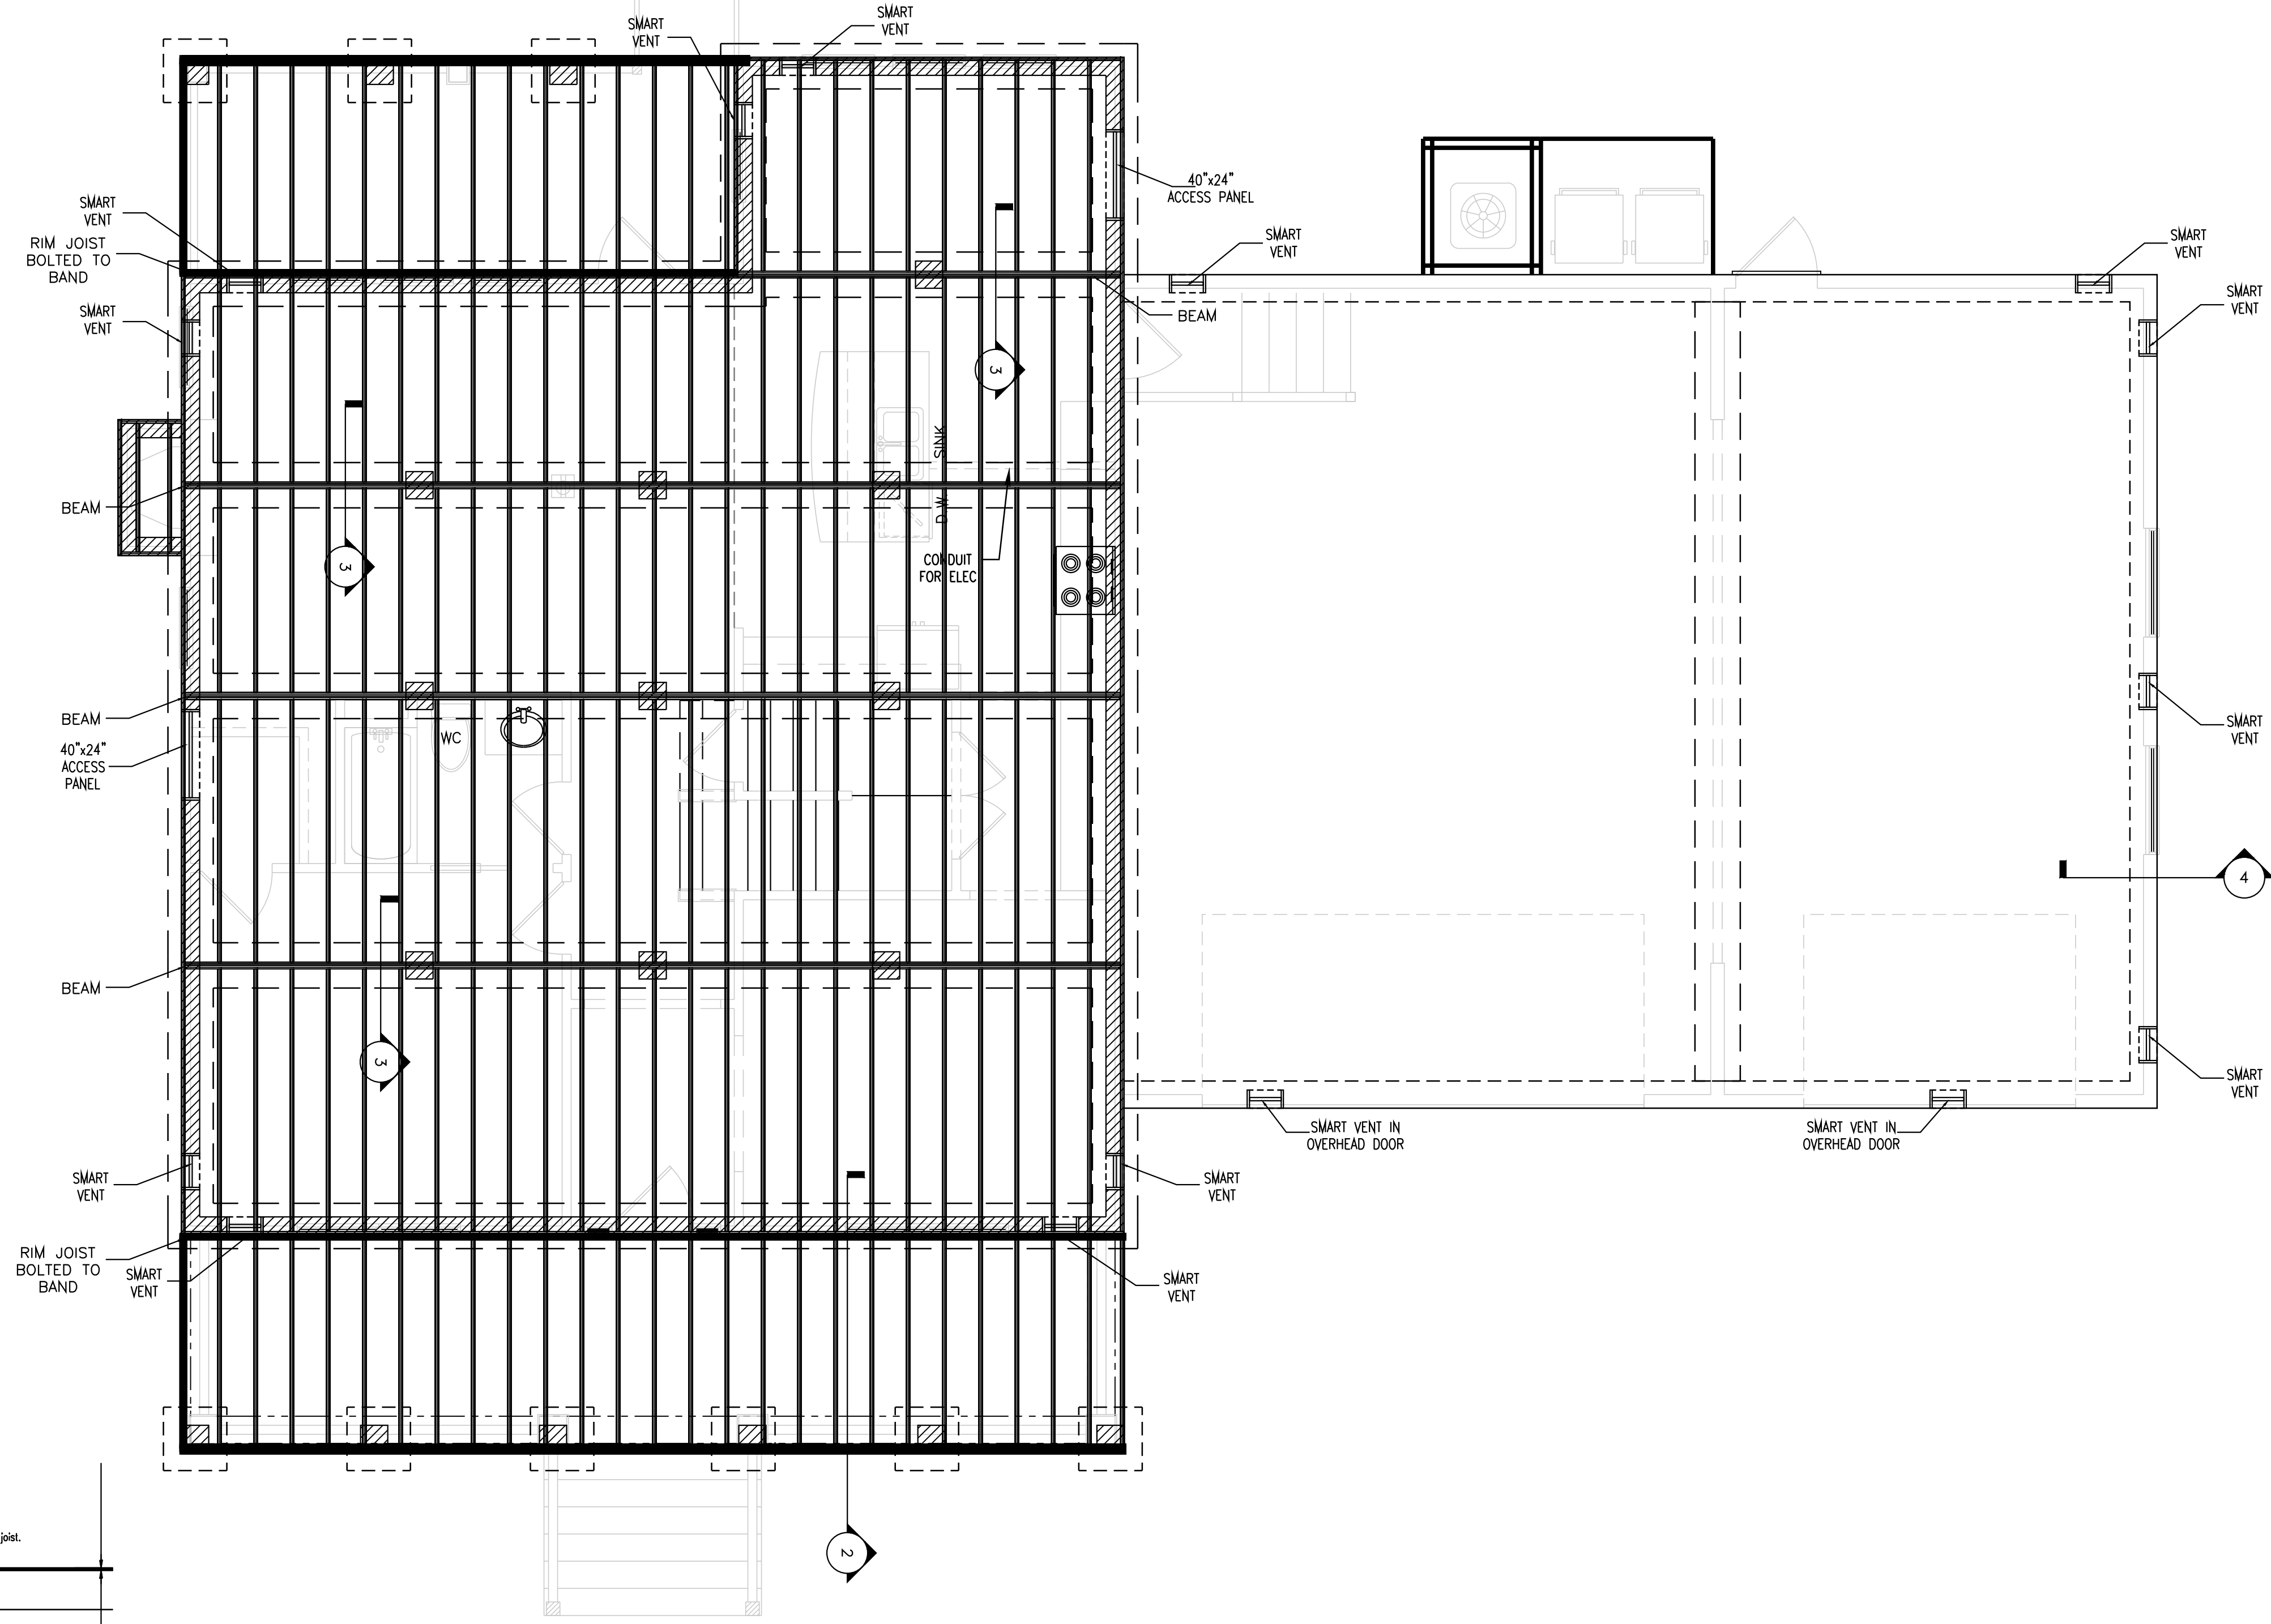 SMART
VENT
SMART
VENT
40"x24"
ACCESS PANEL
SMART
VENT
RIM JOIST
BOLTED TO
BAND
SMART
VENT
SMART
VENT
SMART
VENT
SMART
VENT
BEAM
3
SINK
3
BEAM
D.W.
CONDUIT
FOR ELEC
BEAM
WC
40"x24"
ACCESS
PANEL
SMART
VENT
4
BEAM
3
SMART
VENT
SMART VENT IN
OVERHEAD DOOR
SMART VENT IN
OVERHEAD DOOR
SMART
VENT
SMART
VENT
RIM JOIST
BOLTED TO
BAND
SMART
VENT
SMART
VENT
joist.
2